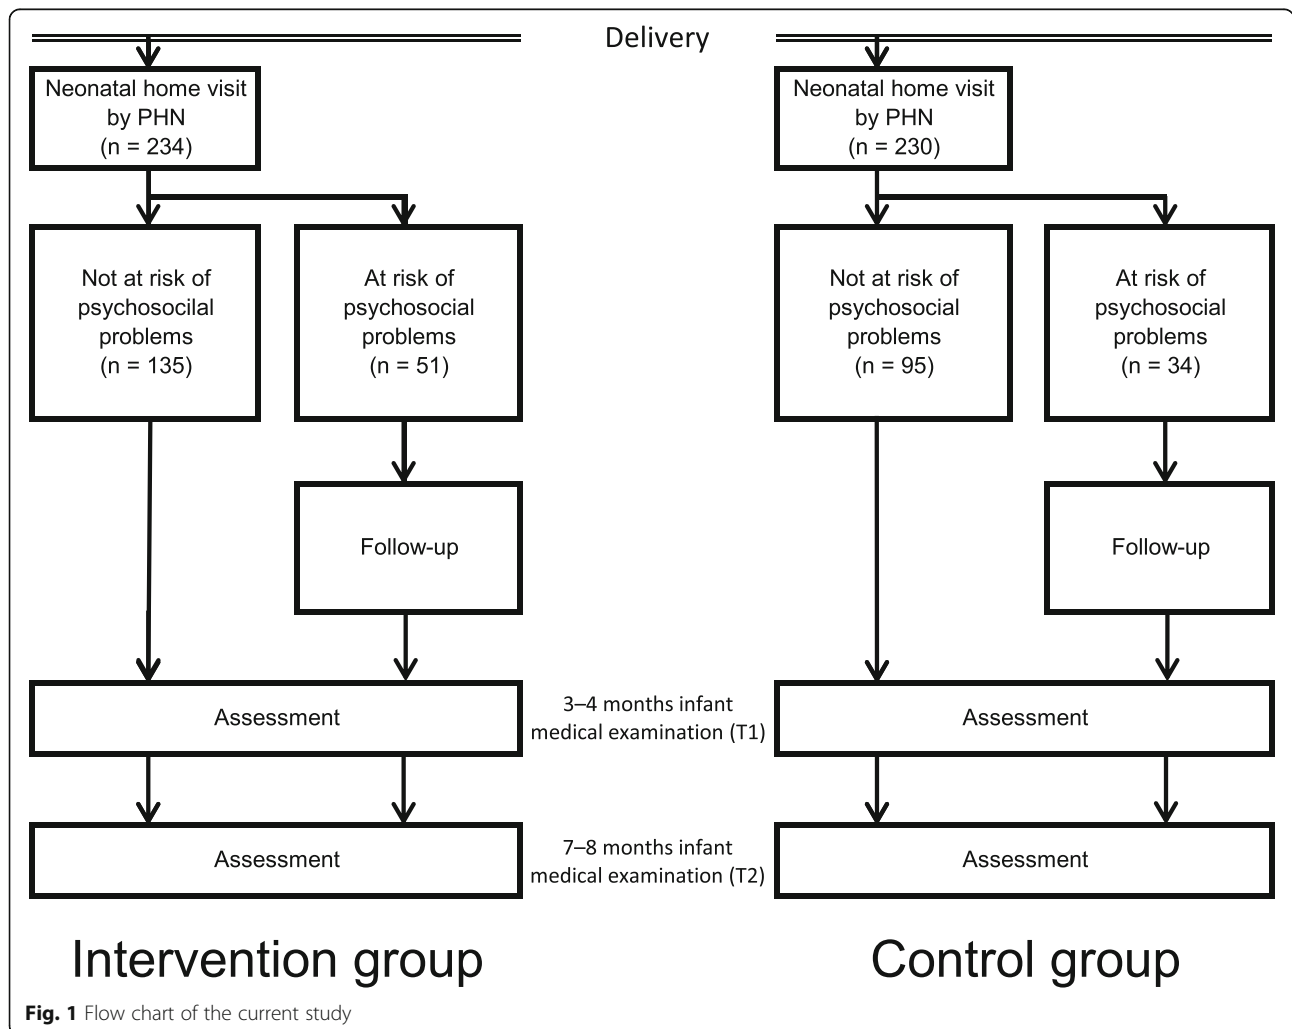 Delivery
Neonatal home visit
by PHN
(n = 234)
Not at risk of
psychosocilal
problems
(n = 135)
At risk of
psychosocial
problems
(n = 51)
Follow-up
Assessment
Assessment
Intervention group
3–4 months infant
medical examination (T1)
7–8 months infant
medical examination (T2)
Neonatal home visit
by PHN
(n = 230)
Not at risk of
psychosocial
problems
(n = 95)
At risk of
psychosocial
problems
(n = 34)
Follow-up
Assessment
Assessment
Control group
Fig. 1 Flow chart of the current study